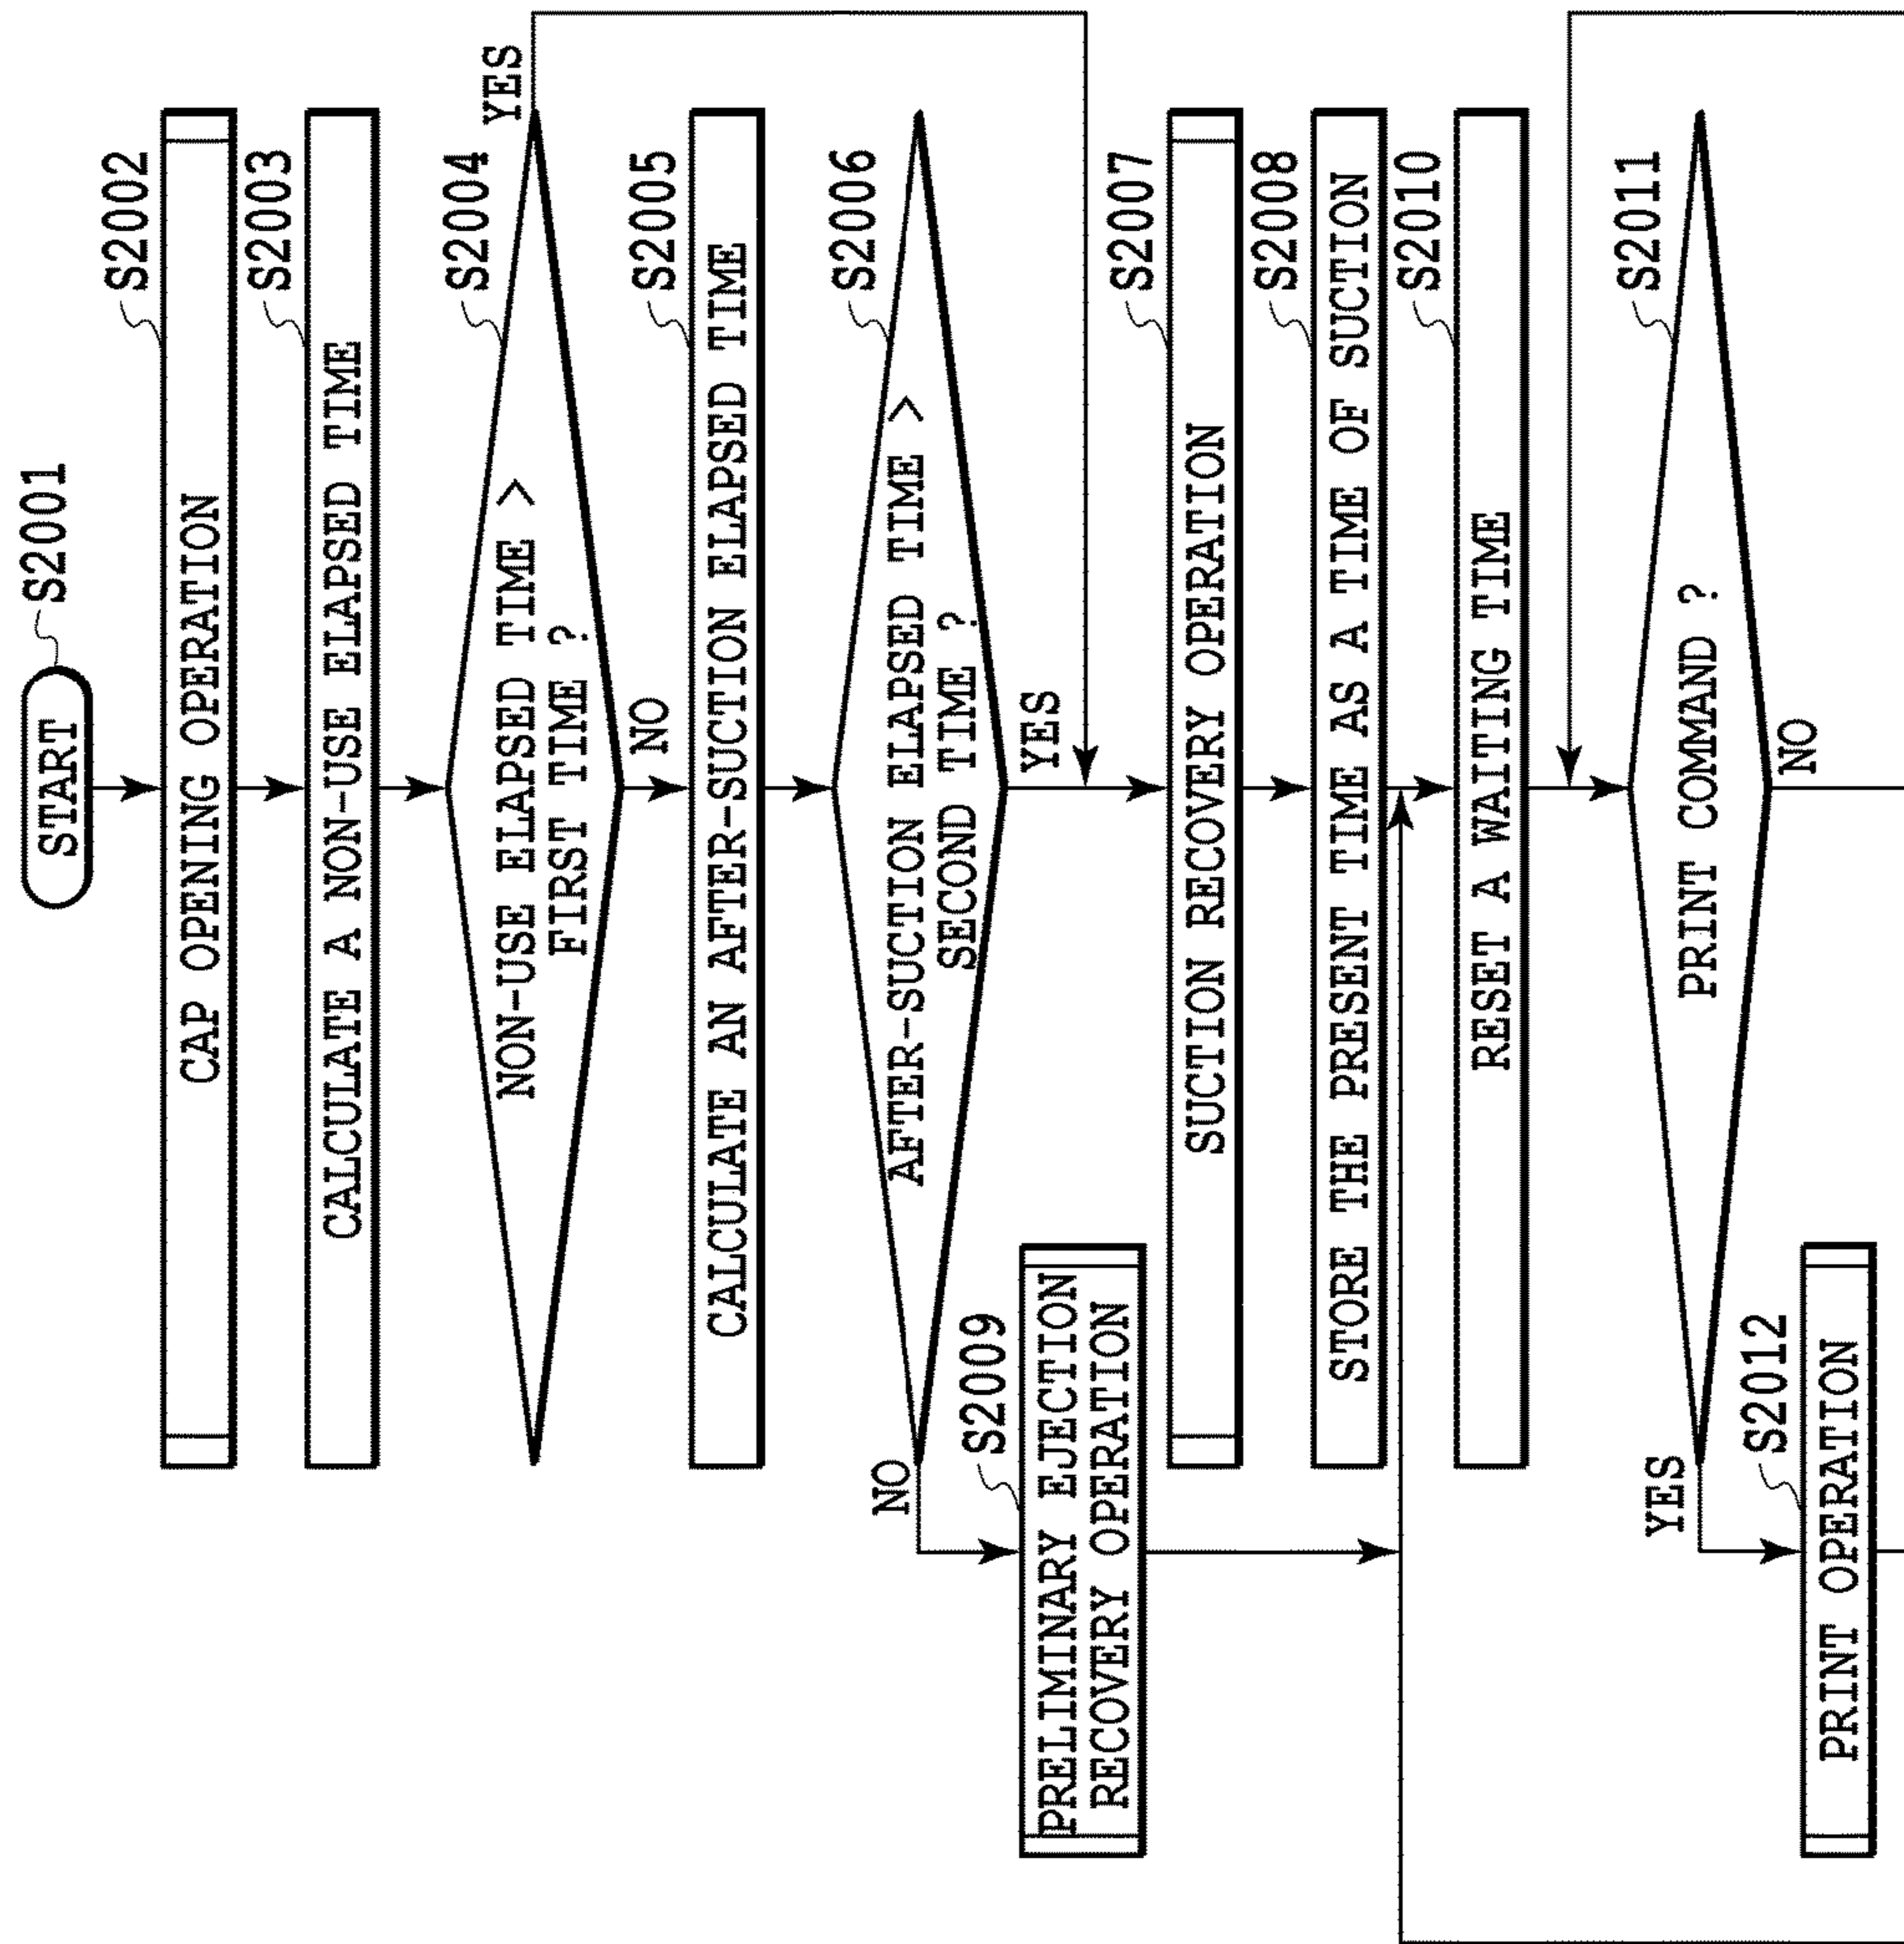 START
S2001
S2002
CAP OPENING OPERATION
S2003
CALCULATE A NON-USE ELAPSED TIME
S2004
NON-USE ELAPSED TIME >
FIRST TIME ?
YES
NO
S2005
CALCULATE AN AFTER-SUCTION ELAPSED TIME
S2006
AFTER-SUCTION ELAPSED TIME >
SECOND TIME ?
NO
YES
S2009
PRELIMINARY EJECTION
RECOVERY OPERATION
S2007
SUCTION RECOVERY OPERATION
S2008
STORE THE PRESENT TIME AS A TIME OF SUCTION
S2010
RESET A WAITING TIME
S2011
PRINT COMMAND ?
YES
NO
S2012
PRINT OPERATION